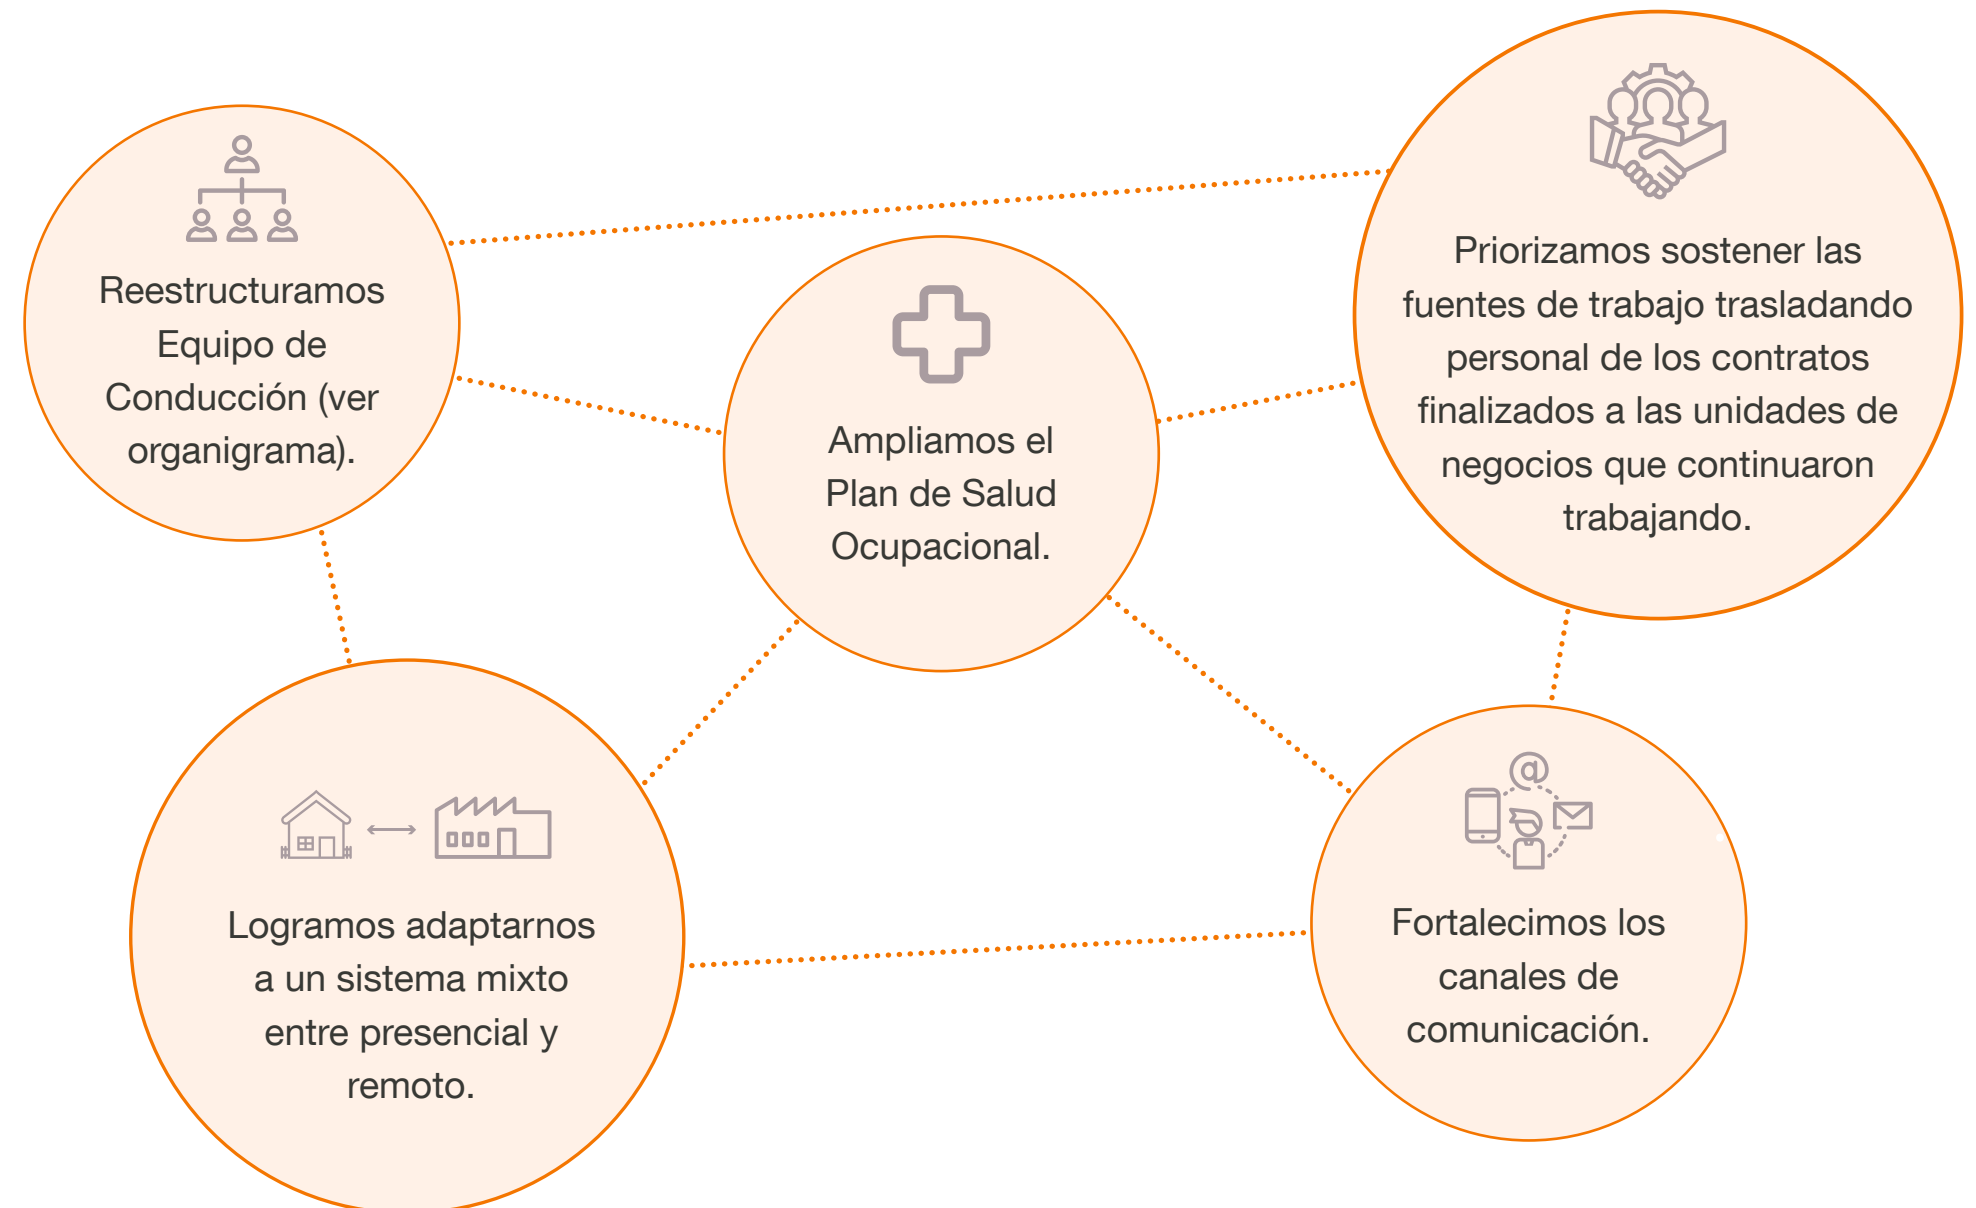 Reestructuramos
Equipo de
Conducción (ver
organigrama).
Ampliamos el
Plan de Salud
Ocupacional.
Priorizamos sostener las
fuentes de trabajo trasladando
personal de los contratos
finalizados a las unidades de
negocios que continuaron
trabajando.
Logramos adaptarnos
a un sistema mixto
entre presencial y
remoto.
@
Fortalecimos los
canales de
comunicación.